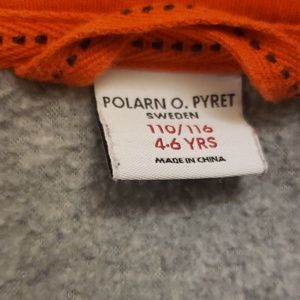 POLARN O. PYRET
SWEDEN
110/116
4-6 YRS
MADE IN CHINA